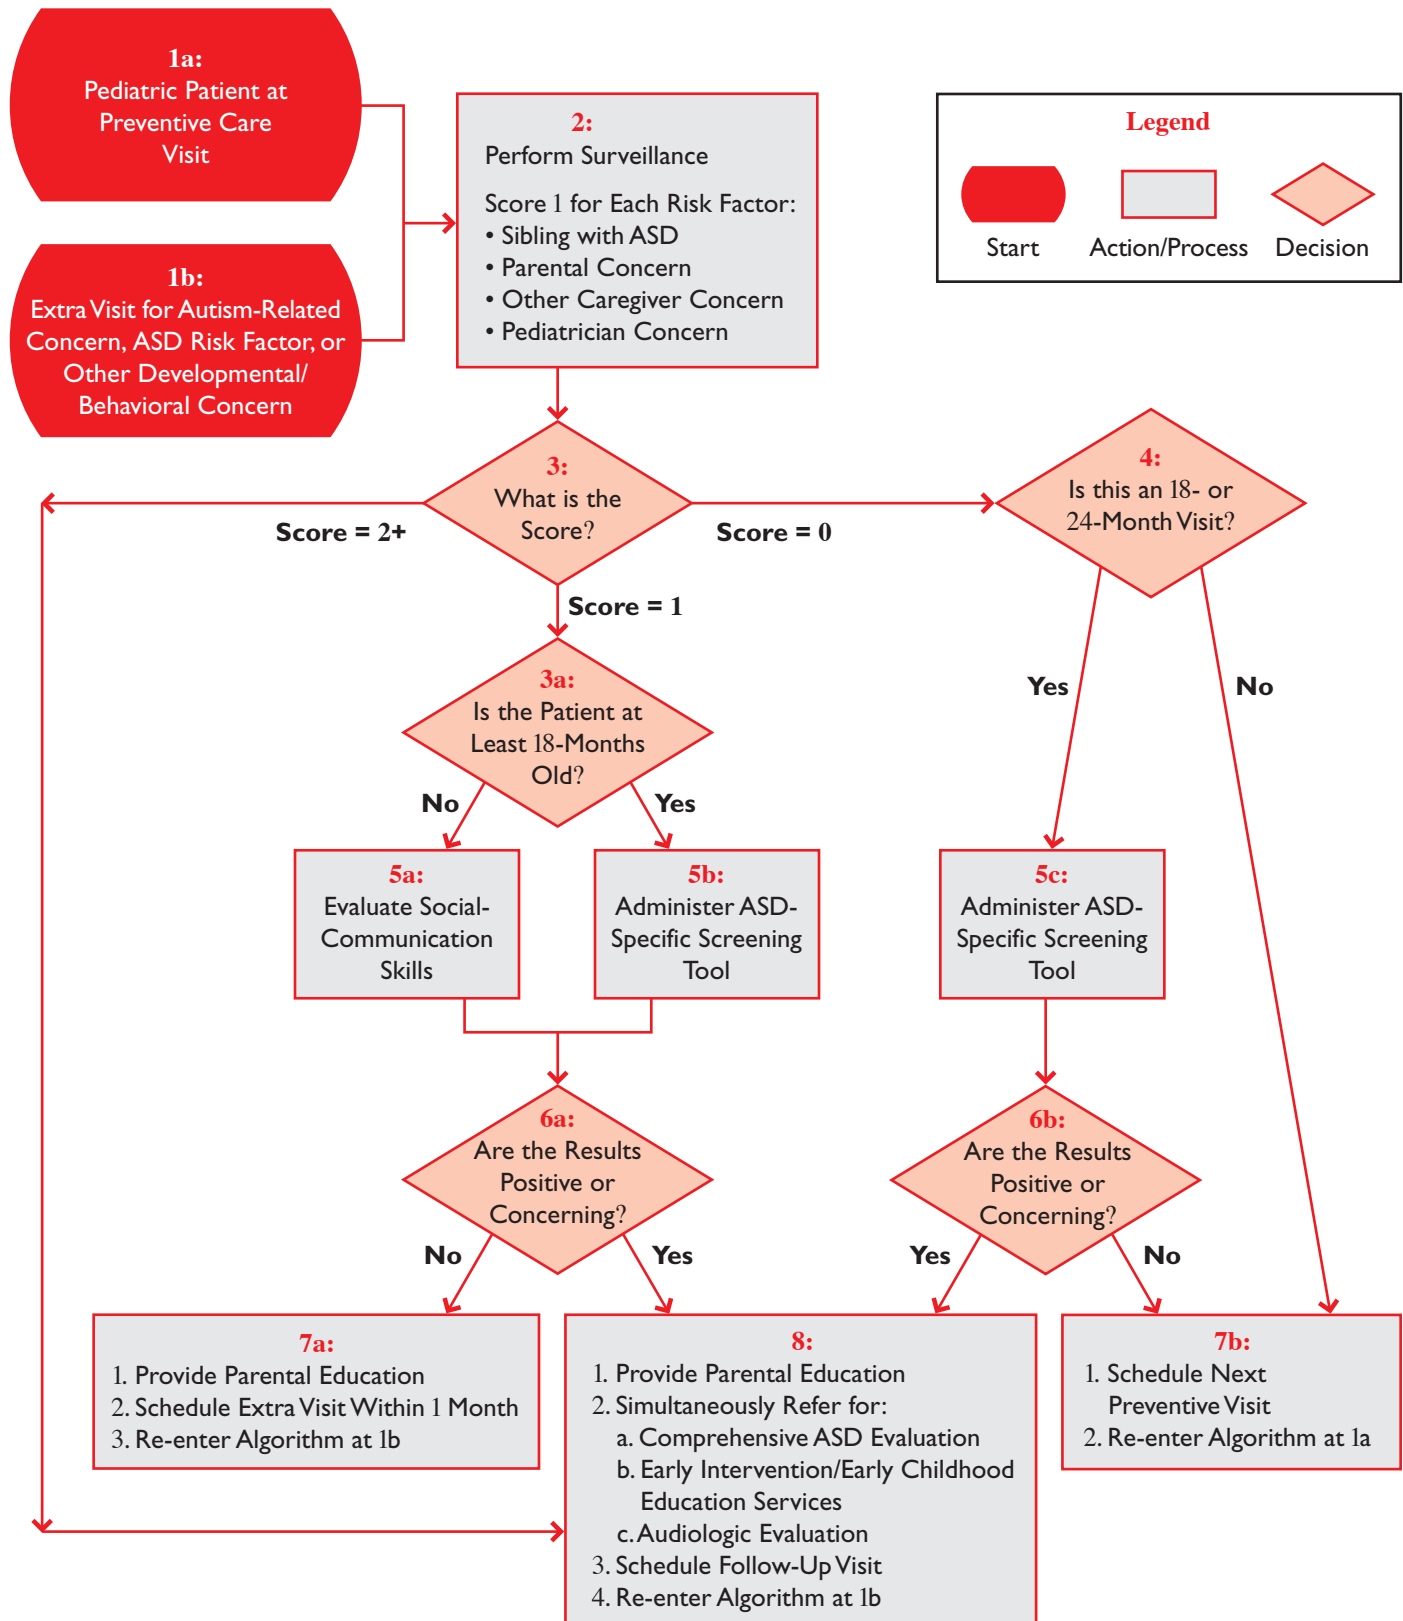 1a:
Pediatric Patient at
Preventive Care
Visit
1b:
Extra Visit for Autism-Related
Concern, ASD Risk Factor, or
Other Developmental/
Behavioral Concern
2:
Perform Surveillance
Score 1 for Each Risk Factor:
• Sibling with ASD
• Parental Concern
• Other Caregiver Concern
• Pediatrician Concern
Legend
Start
Action/Process
Decision
3:
What is the
Score?
Score = 2+
Score = 0
Score = 1
4:
Is this an 18- or
24-Month Visit?
Yes
No
3a:
Is the Patient at
Least 18-Months
Old?
No
Yes
5a:
Evaluate Social-
Communication
Skills
5b:
Administer ASD-
Specific Screening
Tool
5c:
Administer ASD-
Specific Screening
Tool
6a:
Are the Results
Positive or
Concerning?
No
Yes
6b:
Are the Results
Positive or
Concerning?
Yes
No
7a:
1. Provide Parental Education
2. Schedule Extra Visit Within 1 Month
3. Re-enter Algorithm at 1b
8:
1. Provide Parental Education
2. Simultaneously Refer for:
a. Comprehensive ASD Evaluation
b. Early Intervention/Early Childhood
Education Services
c. Audiologic Evaluation
3. Schedule Follow-Up Visit
4. Re-enter Algorithm at 1b
7b:
1. Schedule Next
Preventive Visit
2. Re-enter Algorithm at 1a